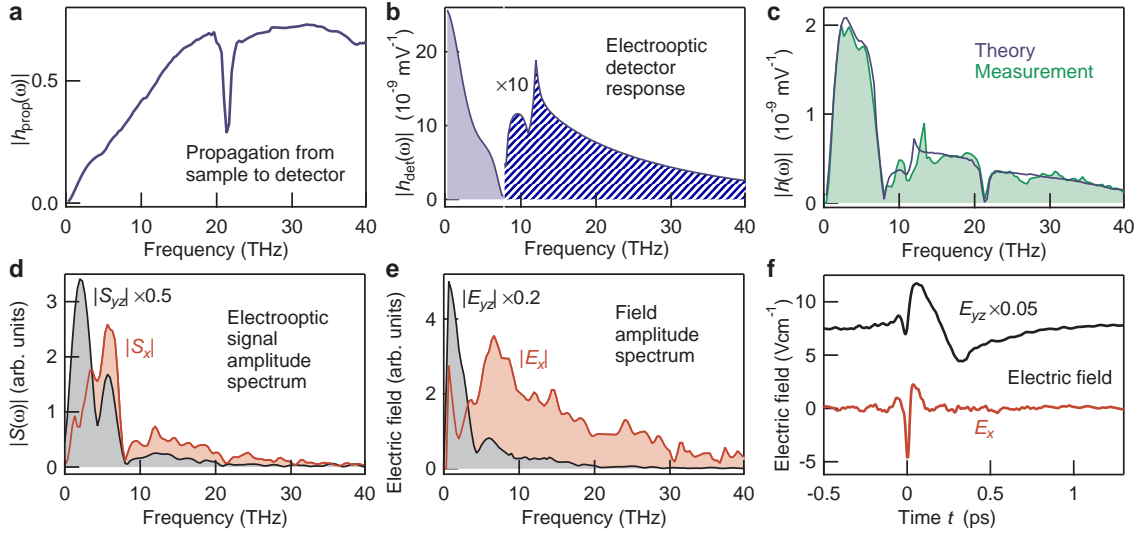 a
|h_prop(ω)|
0.5
0.0
Propagation from
sample to detector
0 10 20 30 40
Frequency (THz)
b
|h_det(ω)| (10⁻⁹ mV⁻¹)
20
10
0
×10
Electrooptic
detector
response
0 10 20 30 40
Frequency (THz)
c
|h(ω)| (10⁻⁹ mV⁻¹)
2
1
0
Theory
Measurement
0 10 20 30 40
Frequency (THz)
d
|S(ω)| (arb. units)
3
2
1
0
|S_yz| ×0.5
|S_x|
Electrooptic
signal
amplitude
spectrum
0 10 20 30 40
Frequency (THz)
e
Electric field (arb. units)
4
2
0
|E_yz| ×0.2
|E_x|
Field
amplitude
spectrum
0 10 20 30 40
Frequency (THz)
f
Electric field (Vcm⁻¹)
10
5
0
-5
E_yz ×0.05
Electric field
E_x
-0.5 0 0.5 1
Time t (ps)